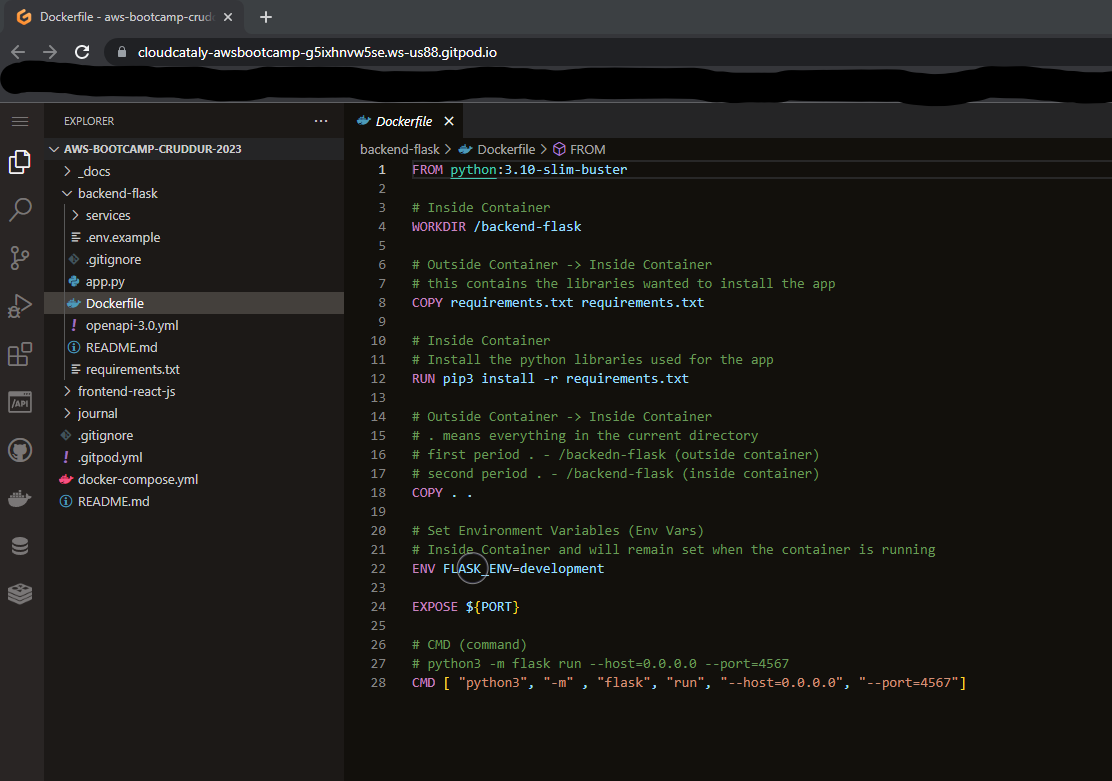 Dockerfile - aws-bootcamp-crudd
cloudcataly-awsbootcamp-g5ixhnvw5se.ws-us88.gitpod.io
EXPLORER
AWS-BOOTCAMP-CRUDDUR-2023
_docs
backend-flask
services
.env.example
.gitignore
app.py
Dockerfile
openapi-3.0.yml
README.md
requirements.txt
frontend-react-js
journal
.gitignore
.gitpod.yml
docker-compose.yml
README.md
/API
Dockerfile
backend-flask > Dockerfile > FROM
1 FROM python:3.10-slim-buster
2
3 # Inside Container
4 WORKDIR /backend-flask
5
6 # Outside Container -> Inside Container
7 # this contains the libraries wanted to install the app
8 COPY requirements.txt requirements.txt
9
10 # Inside Container
11 # Install the python libraries used for the app
12 RUN pip3 install -r requirements.txt
13
14 # Outside Container -> Inside Container
15 # . means everything in the current directory
16 # first period . - /backedn-flask (outside container)
17 # second period . - /backend-flask (inside container)
18 COPY . .
19
20 # Set Environment Variables (Env Vars)
21 # Inside Container and will remain set when the container is running
22 ENV FLASK_ENV=development
23
24 EXPOSE ${PORT}
25
26 # CMD (command)
27 # python3 -m flask run --host=0.0.0.0 --port=4567
28 CMD [ "python3", "-m" , "flask", "run", "--host=0.0.0.0", "--port=4567"]